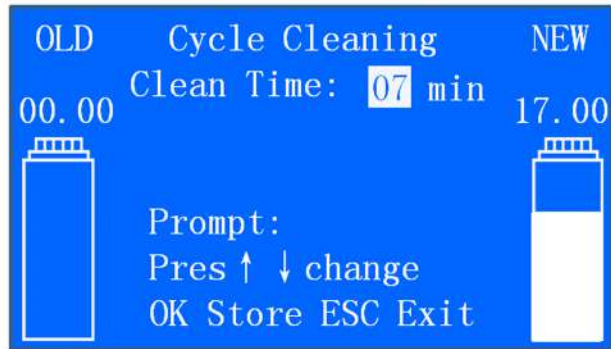 OLD Cycle Cleaning NEW
Clean Time: 07 min
00.00 17.00
Prompt:
Pres↑ ↓change
OK Store ESC Exit